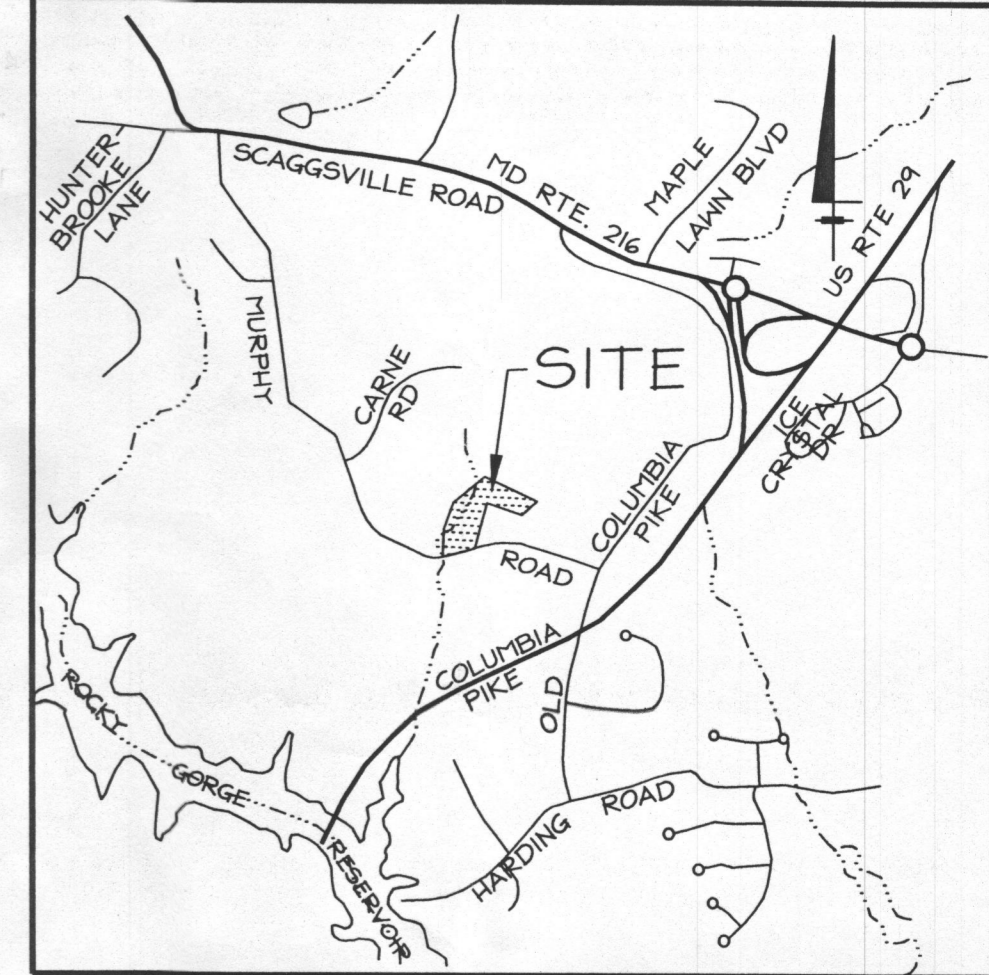 HUNTER-
BROOKE
LANE
SCAGGSVILLE ROAD
MD RTE. 216
MAPLE
LAWN BLVD
US RTE 29
MURPHY
CARNE
RD
SITE
ICE
CRYSTAL
DR
COLUMBIA
PIKE
ROAD
COLUMBIA
PIKE
OLD
ROCKY
GORGE
RESERVOIR
HARDING ROAD